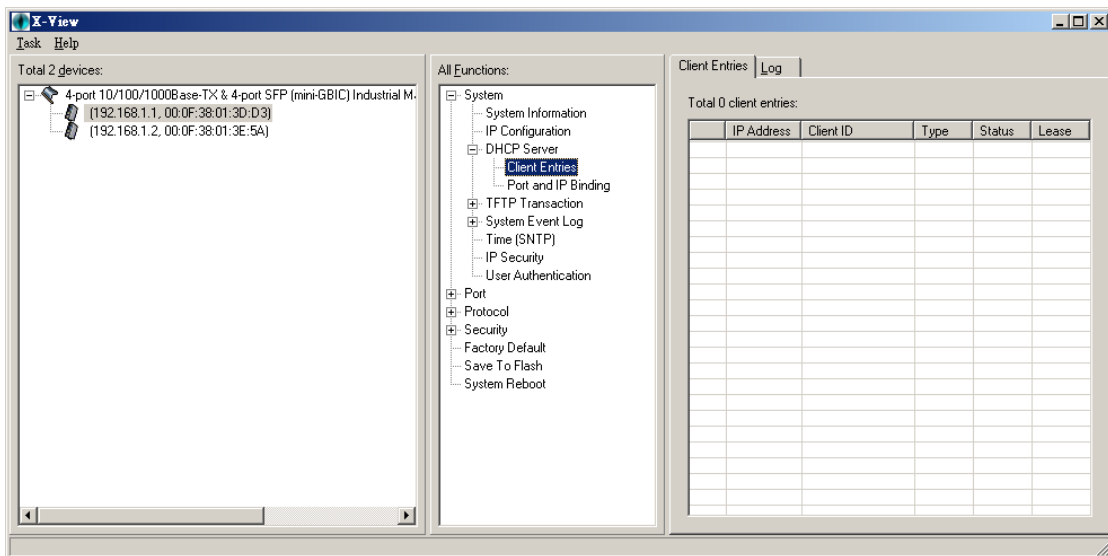 X-View
Task Help
Total 2 devices:
4-port 10/100/1000Base-TX & 4-port SFP (mini-GBIC) Industrial M
(192.168.1.1, 00:0F:38:01:3D:D3)
(192.168.1.2, 00:0F:38:01:3E:5A)
All Functions:
System
System Information
IP Configuration
DHCP Server
Client Entries
Port and IP Binding
TFTP Transaction
System Event Log
Time (SNTP)
IP Security
User Authentication
Port
Protocol
Security
Factory Default
Save To Flash
System Reboot
Client Entries Log
Total 0 client entries:
IP Address Client ID Type Status Lease